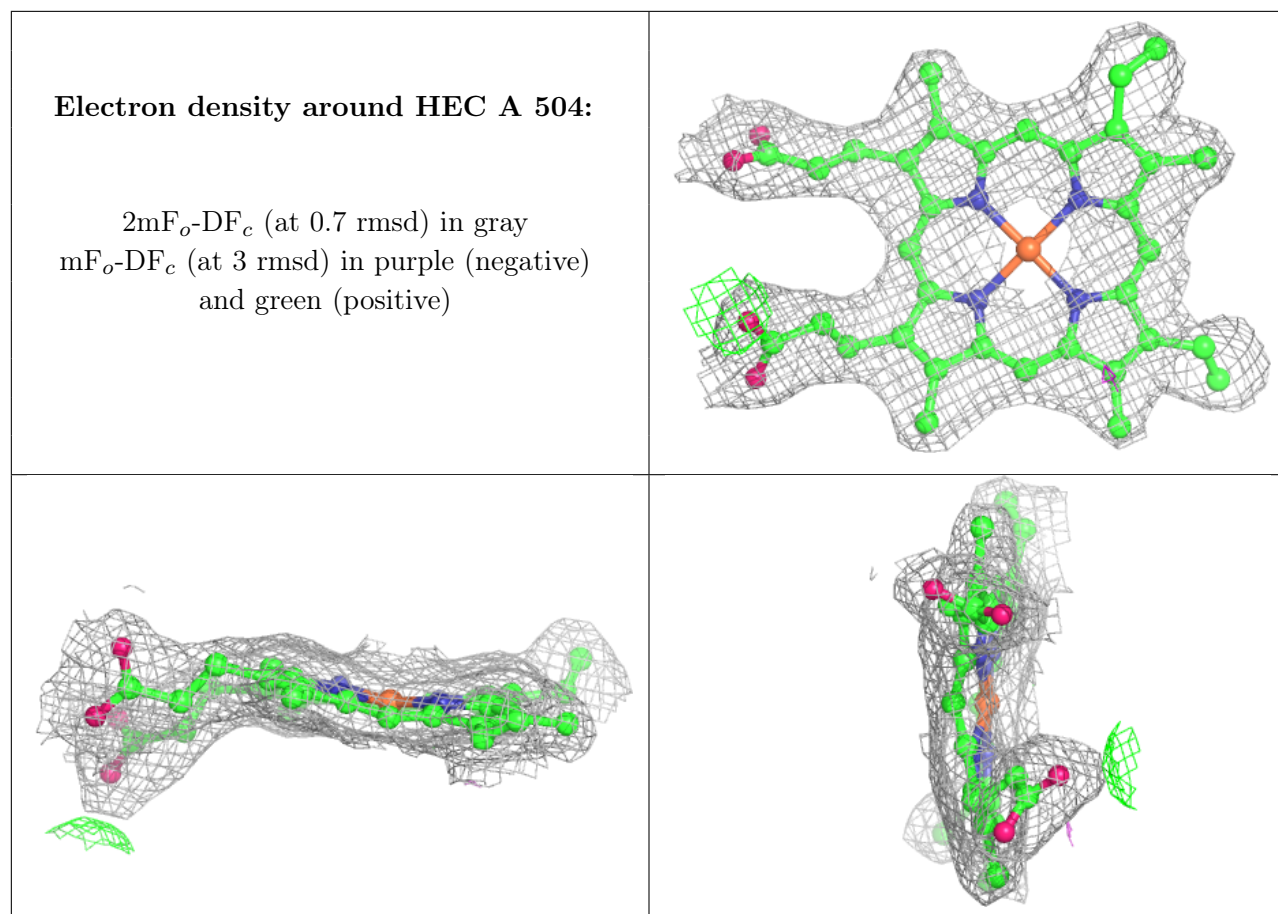 Electron density around HEC A 504:
2mFo-DFc (at 0.7 rmsd) in gray
mFo-DFc (at 3 rmsd) in purple (negative)
and green (positive)